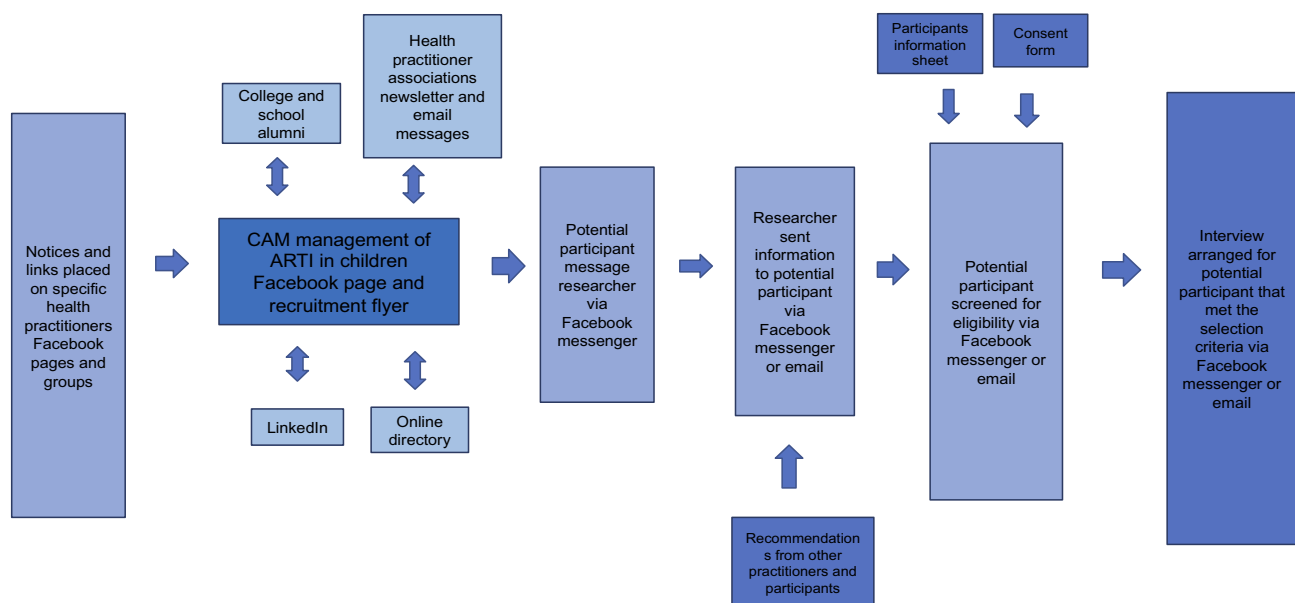 Notices and
links placed
on specific
health
practitioners
Facebook
pages and
groups
College and
school
alumni
Health
practitioner
associations
newsletter and
email
messages
CAM management of
ARTI in children
Facebook page and
recruitment flyer
LinkedIn
Online
directory
Potential
participant
message
researcher
via
Facebook
messenger
Researcher
sent
information
to potential
participant
via
Facebook
messenger
or email
Recommendation
s from other
practitioners and
participants
Participants
information
sheet
Consent
form
Potential
participant
screened for
eligibility via
Facebook
messenger or
email
Interview
arranged for
potential
participant that
met the
selection
criteria via
Facebook
messenger or
email